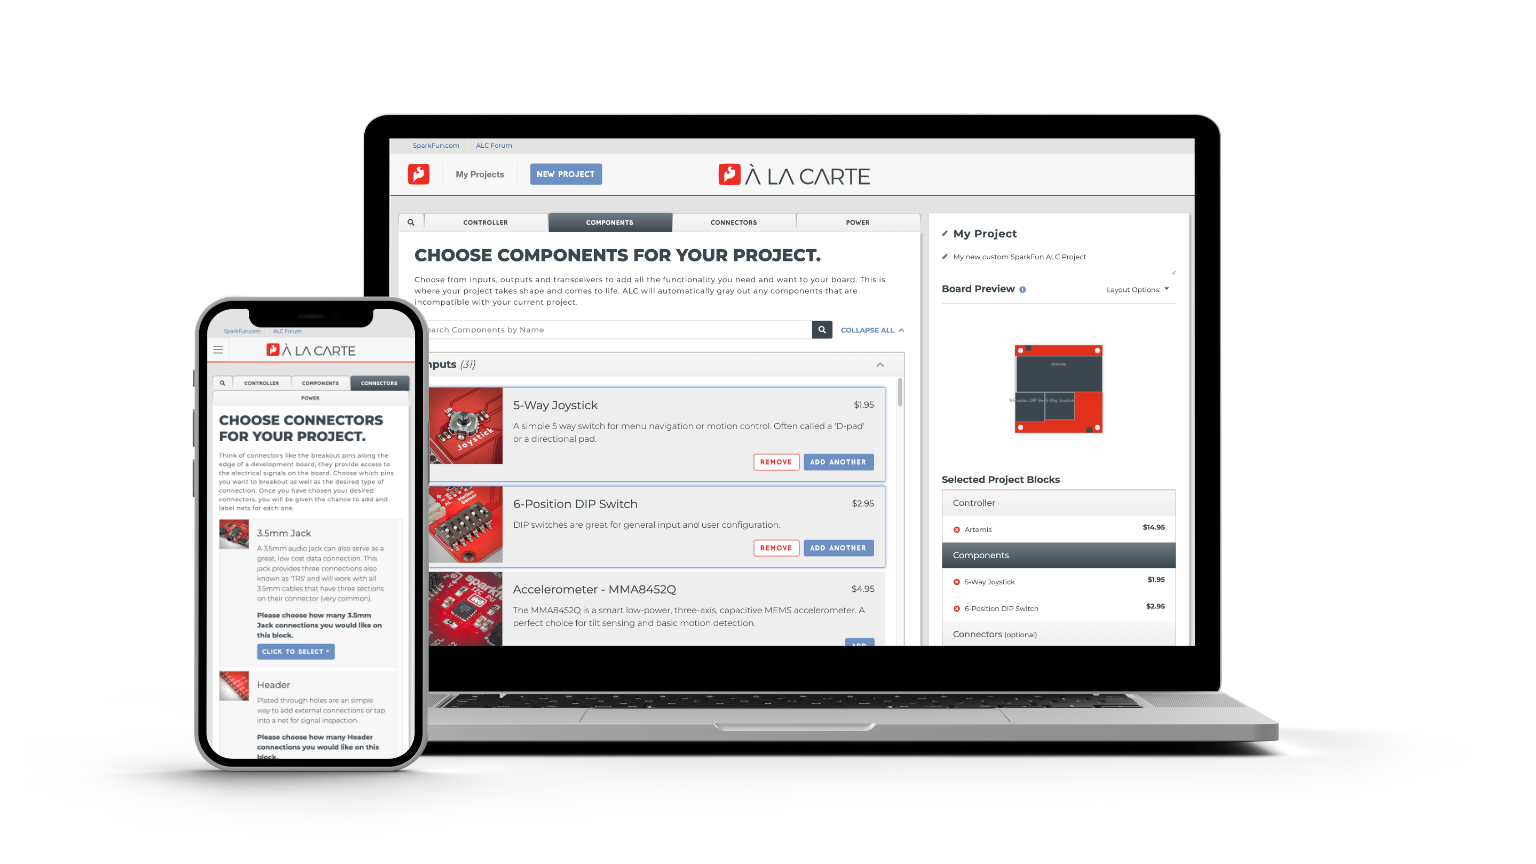 SparkFun.com
ALC Forum
My Projects
NEW PROJECT
À LA CARTE
CONTROLLER
COMPONENTS
CONNECTORS
POWER
CHOOSE COMPONENTS FOR YOUR PROJECT.
Choose from inputs, outputs and transceivers to add all the functionality you need and want to your board. This is
where your project takes shape and comes to life. ALC will automatically gray out any components that are
incompatible with your current project.
Components by Name
COLLAPSE ALL
(31)
Joystick
5-Way Joystick
$1.95
A simple 5 way switch for menu navigation or motion control. Often called a 'D-pad'
or a directional pad.
REMOVE
ADD ANOTHER
6-Position DIP Switch
$2.95
DIP switches are great for general input and user configuration.
REMOVE
ADD ANOTHER
Accelerometer - MMA8452Q
$4.95
The MMA8452Q is a smart low-power, three-axis, capacitive MEMS accelerometer. A
perfect choice for tilt sensing and basic motion detection.
ADD
My Project
My new custom SparkFun ALC Project
Board Preview
Layout Options:
Artemis
Selected Project Blocks
Controller
Artemis
$14.95
Components
5-Way Joystick
$1.95
6-Position DIP Switch
$2.95
Connectors (optional)
SparkFun.com
ALC Forum
À LA CARTE
CONTROLLER
COMPONENTS
CONNECTORS
POWER
CHOOSE CONNECTORS
FOR YOUR PROJECT.
Think of connectors like the breakout pins along the
edge of a development board, they provide access to
the electrical signals on the board. Choose which pins
you want to breakout as well as the desired type of
connection. Once you have chosen your desired
connectors, you will be given the chance to add and
label nets for each one.
3.5mm Jack
A 3.5mm audio jack can also serve as a
great, low cost data connection. This
jack provides three connections also
known as 'TRS' and will work with all
3.5mm cables that have three sections
on their connector (very common).
Please choose how many 3.5mm
Jack connections you would like on
this block.
CLICK TO SELECT
Header
Plated through holes are an simple
way to add external connections or tap
into a net for signal inspection.
Please choose how many Header
connections you would like on this
block.